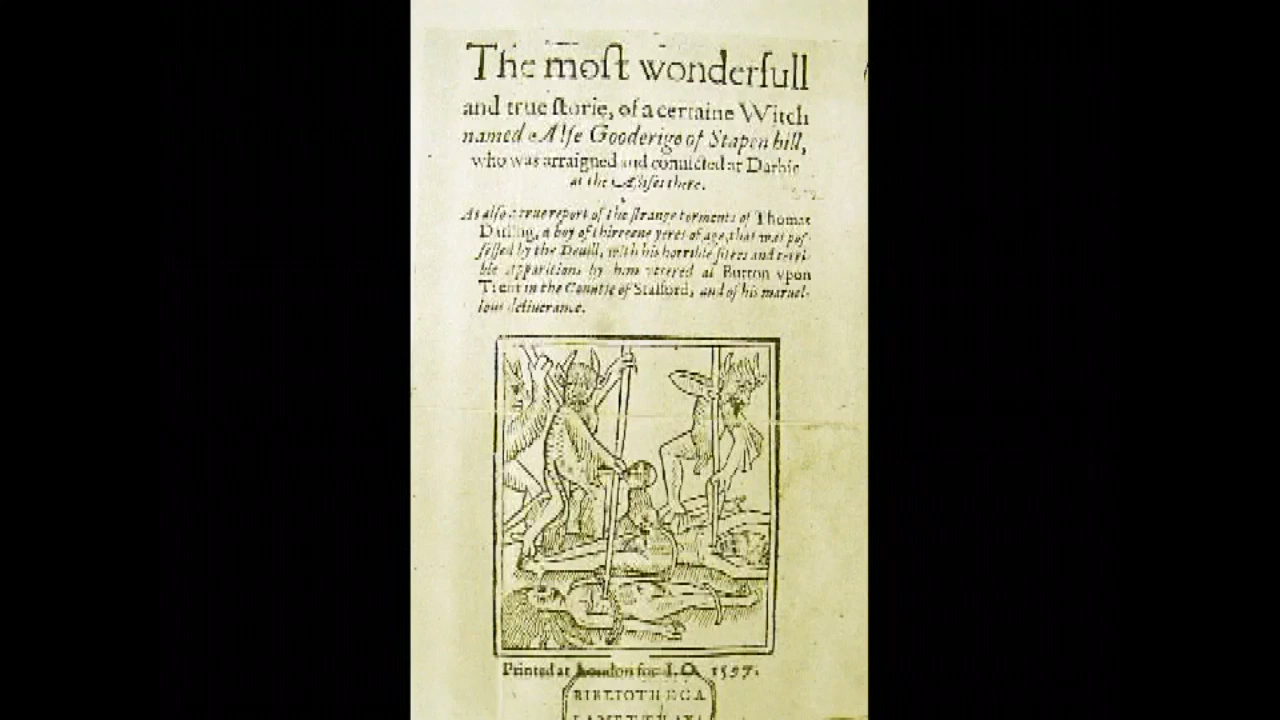 The moſt wonderfull
and true ſtorie, of a certaine Witch
named Alſe Gooderige of Stapen hill,
who was arraigned and conuicted at Darbie
at the Aſſiſes there.
As alſo a true report of the ſtrange torments of Thomas
Darling, a boy of thirteene yeres of age, that was poſ-
ſeſſed by the Deuill, with his horrible fittes and terri-
ble apparitions by him vttered at Burton vpon
Trent in the Countie of Stafford, and of his maruel-
lous deliuerance.
Printed at London for I. O. 1597.
BIBLIOTHECA